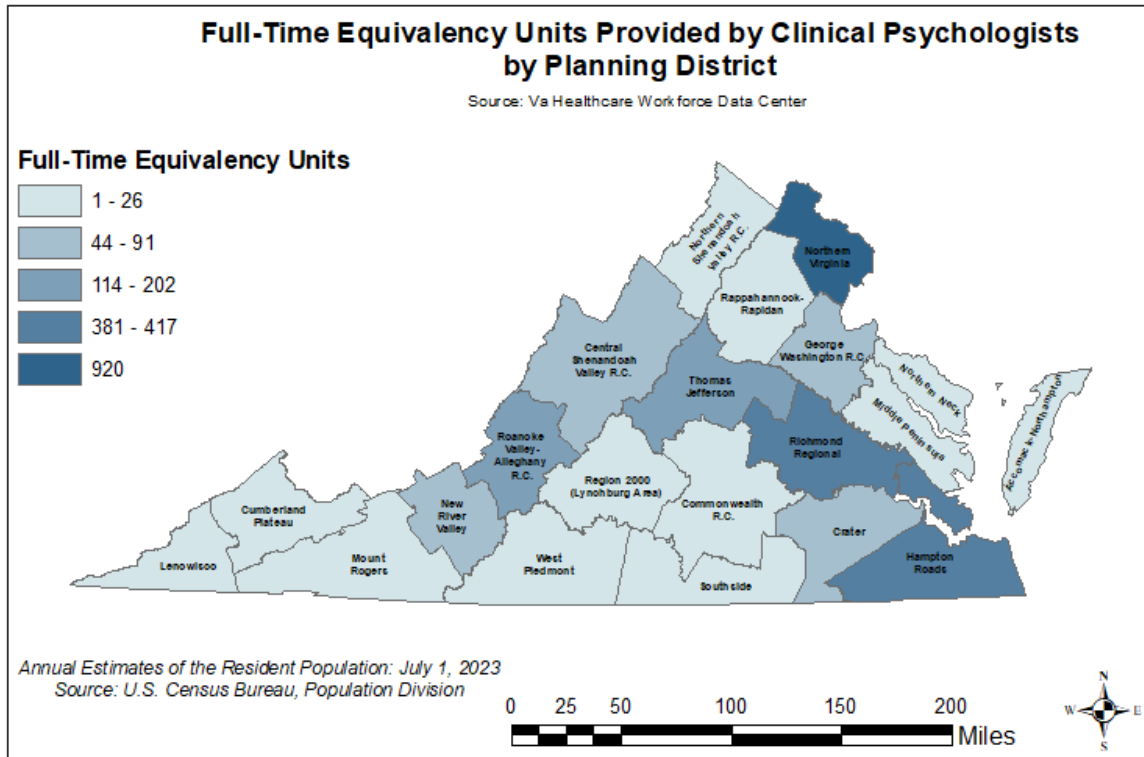 Full-Time Equivalency Units Provided by Clinical Psychologists
by Planning District
Source: Va Healthcare Workforce Data Center
Full-Time Equivalency Units
1 - 26
44 - 91
114 - 202
381 - 417
920
Northern
Shenandoah
Valley R.C.
Northern
Virginia
Rappahannook-
Rapidan
Central
Shenandoah
Valley R.C.
George
Washington R.C.
Northern Neck
Thomas
Jefferson
Middle Peninsula
Accomack-Northampton
Roanoke
Valley-
Alleghany
R.C.
Richmond
Regional
Region 2000
(Lynchburg Area)
Commonwealth
R.C.
New
River
Valley
Cumberland
Plateau
Crater
Lenowisco
Mount
Rogers
West
Piedmont
Southside
Hampton
Roads
Annual Estimates of the Resident Population: July 1, 2023
Source: U.S. Census Bureau, Population Division
0 25 50 100 150 200
Miles
N
W E
S